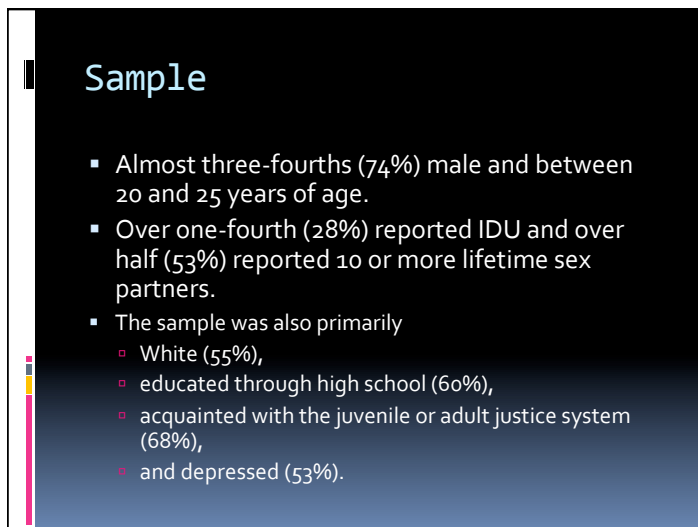 Sample
▪ Almost three-fourths (74%) male and between
20 and 25 years of age.
▪ Over one-fourth (28%) reported IDU and over
half (53%) reported 10 or more lifetime sex
partners.
▪ The sample was also primarily
▫ White (55%),
▫ educated through high school (60%),
▫ acquainted with the juvenile or adult justice system
(68%),
▫ and depressed (53%).